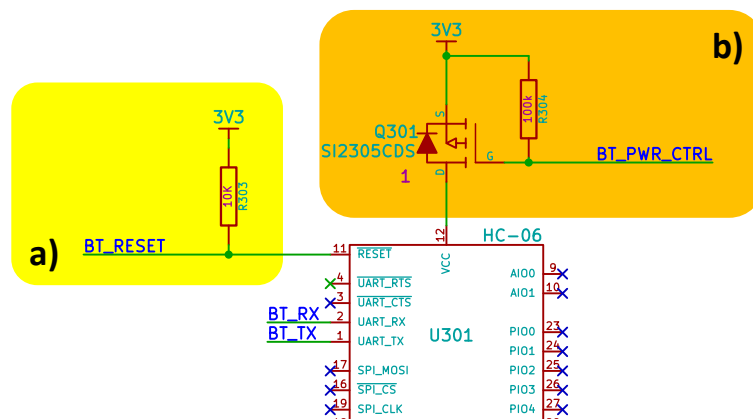 3V3
b)
3V3
S
Q301
SI2305CDS
G
D
1
100k
R304
BT_PWR_CTRL
10K
R303
a)
BT_RESET
12
HC-06
11
RESET
VCC
4
UART_RTS
3
UART_CTS
BT_RX
2
UART_RX
BT_TX
1
UART_TX
U301
17
SPI_MOSI
16
SPI_CS
19
SPI_CLK
9
AIO0
10
AIO1
23
PIO0
24
PIO1
25
PIO2
26
PIO3
27
PIO4